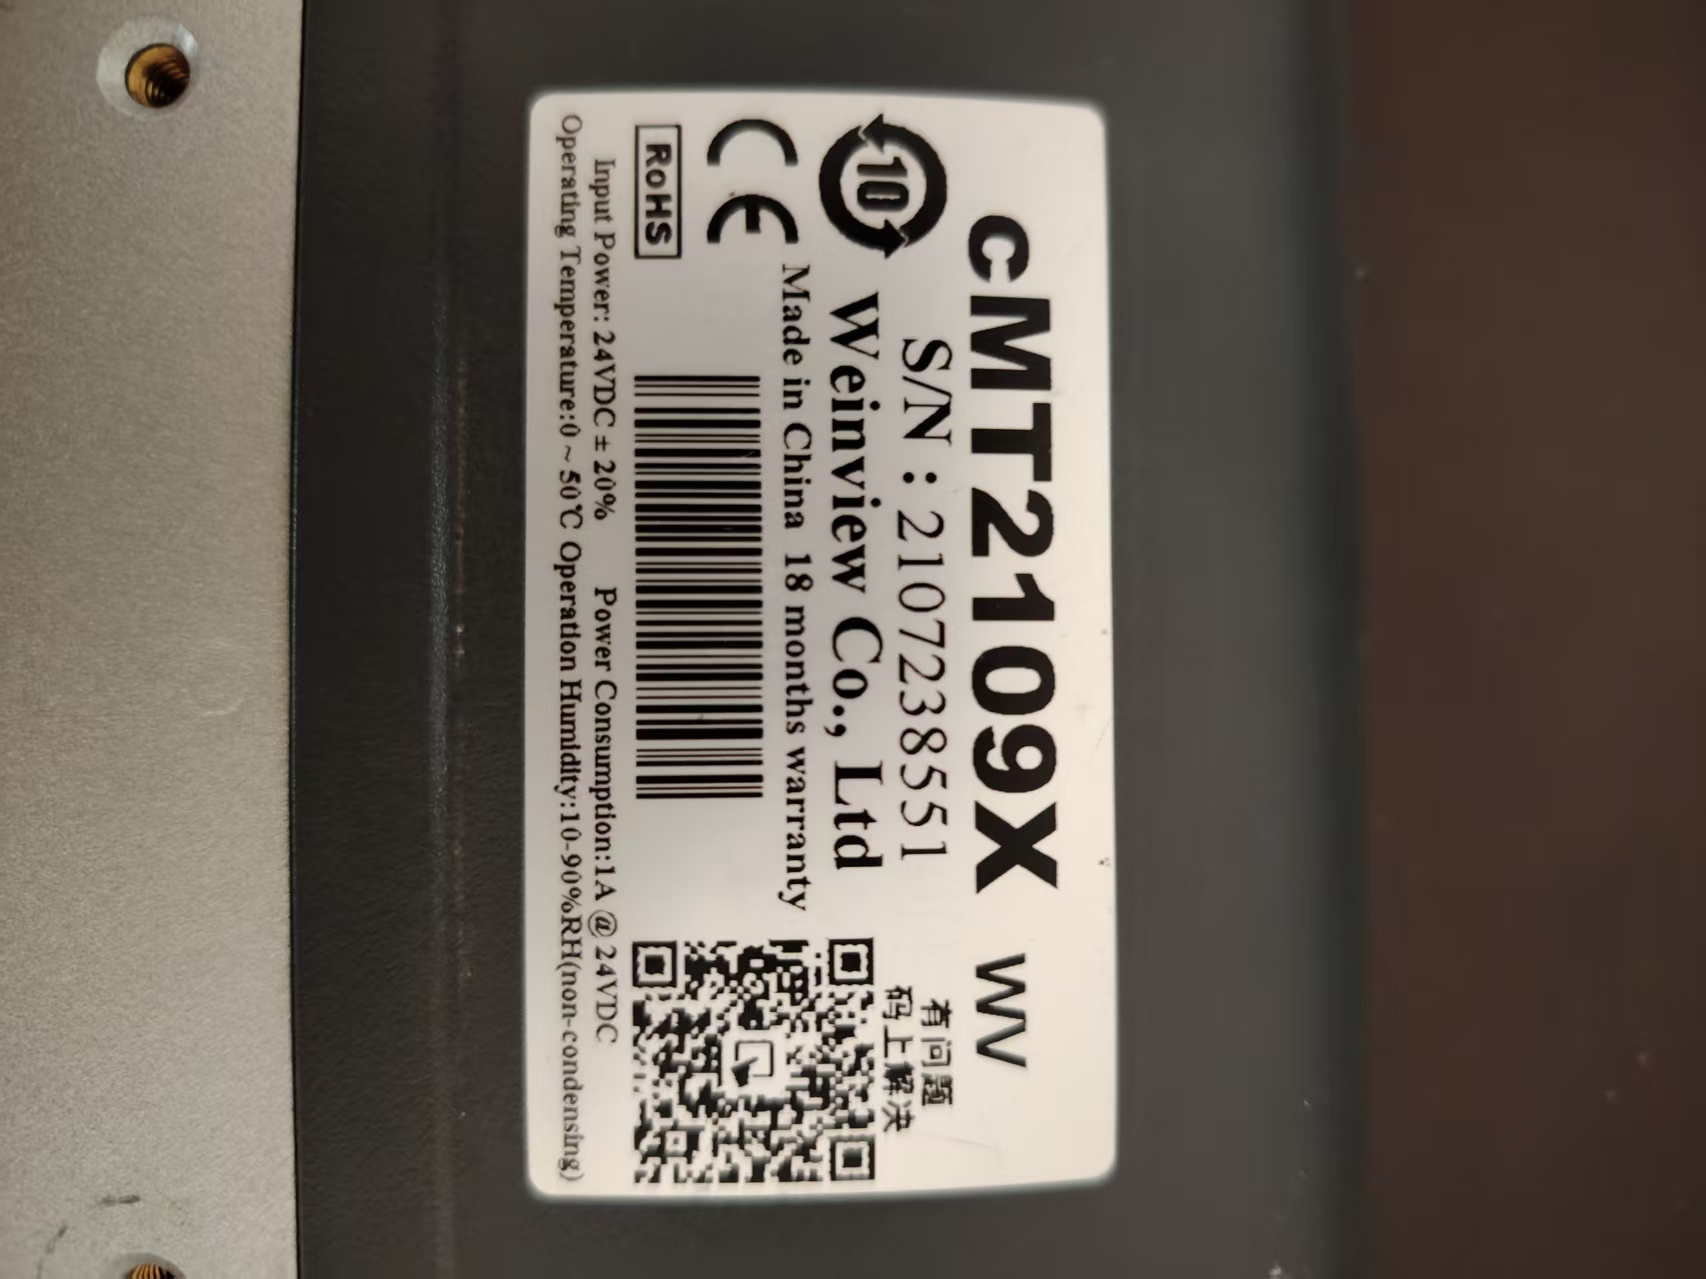 cMT2109X WV
S/N : 2107238551
有问题
码上解决
10
Weinview Co., Ltd
CE
Made in China 18 months warranty
RoHS
Input Power: 24VDC ± 20% Power Consumption:1A @ 24VDC
Operating Temperature:0 ~ 50℃ Operation Humidity:10-90%RH(non-condensing)